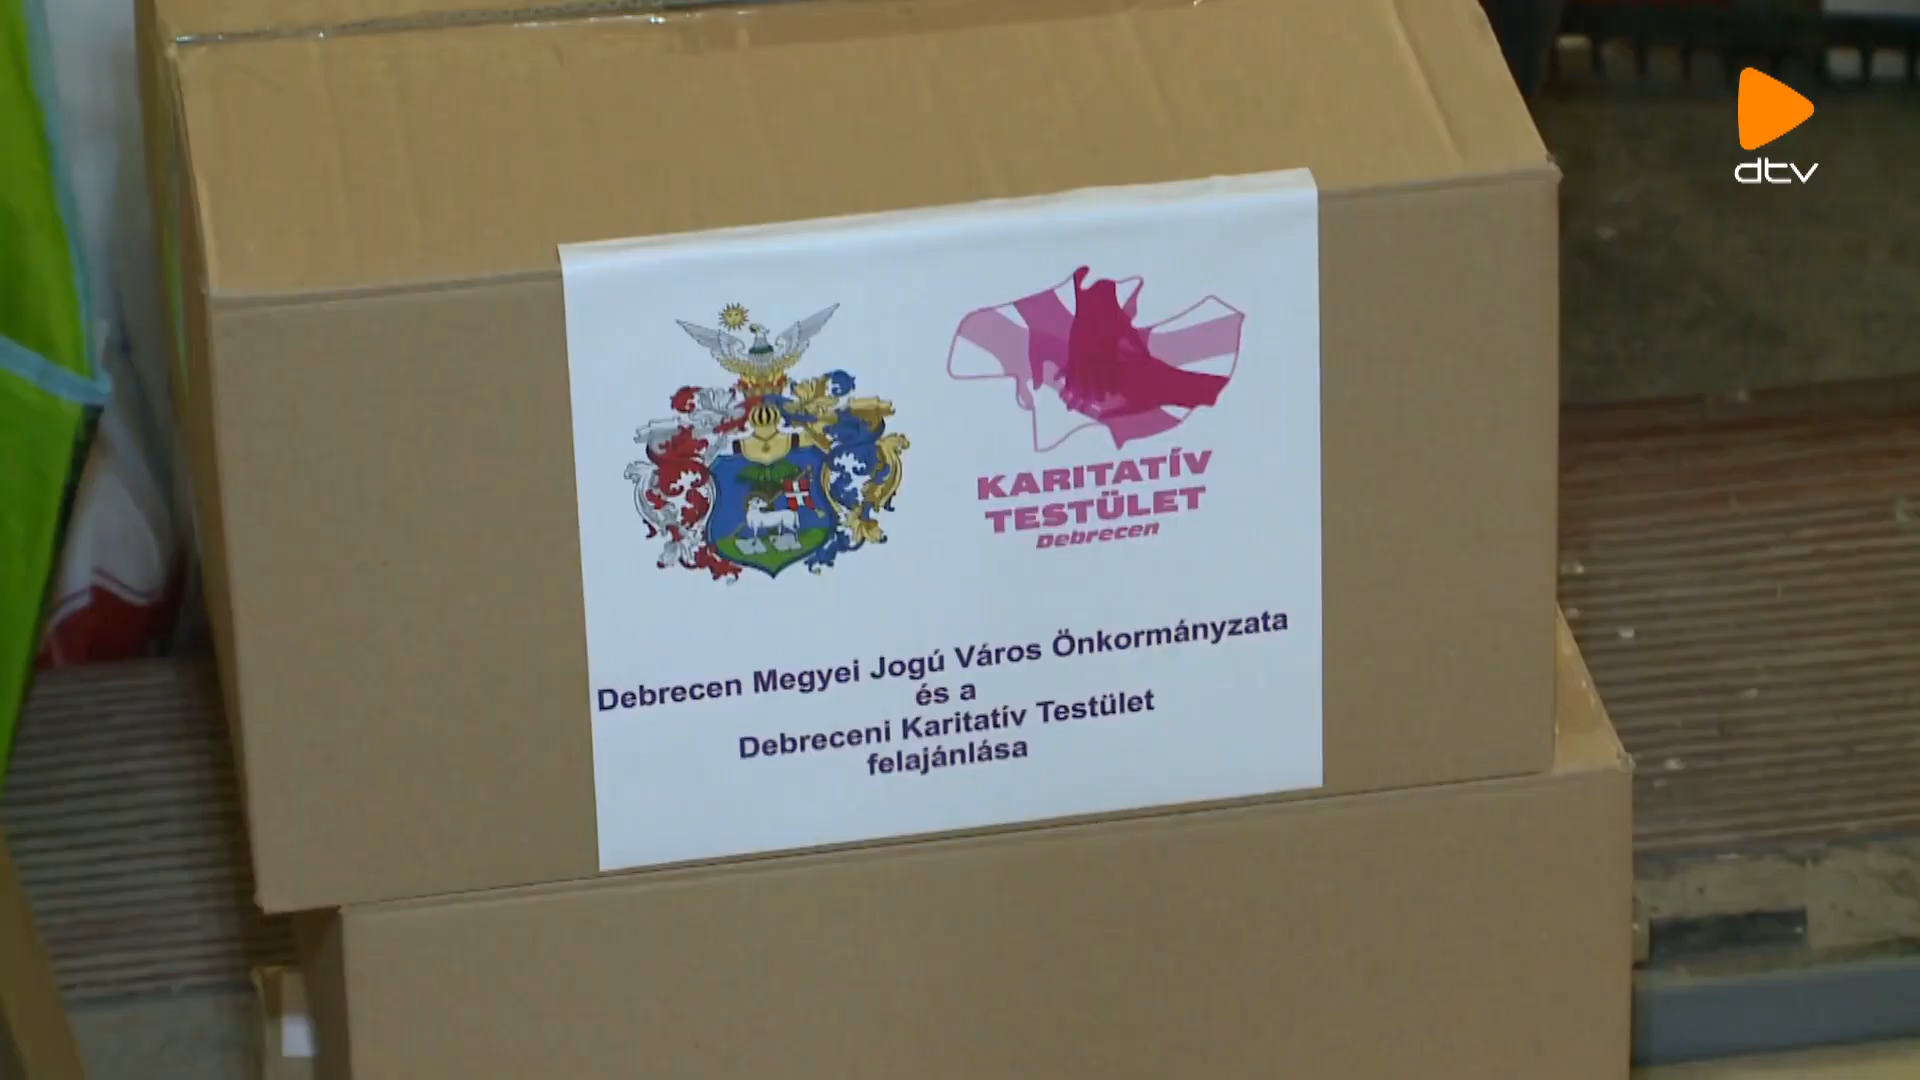 dtv
KARITATÍV
TESTÜLET
Debrecen
Debrecen Megyei Jogú Város Önkormányzata
és a
Debreceni Karitatív Testület
felajánlása